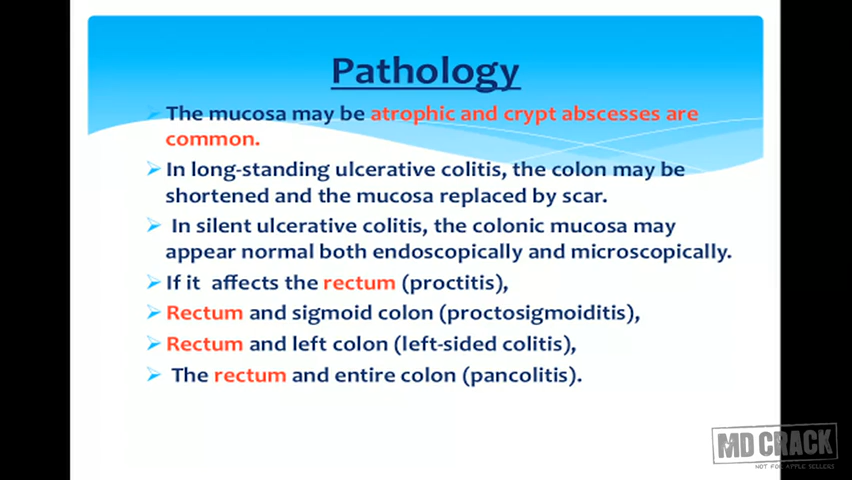 Pathology
The mucosa may be atrophic and crypt abscesses are
common.
In long-standing ulcerative colitis, the colon may be
shortened and the mucosa replaced by scar.
In silent ulcerative colitis, the colonic mucosa may
appear normal both endoscopically and microscopically.
If it affects the rectum (proctitis),
Rectum and sigmoid colon (proctosigmoiditis),
Rectum and left colon (left-sided colitis),
The rectum and entire colon (pancolitis).
MD CRACK
NOT FOR APPLE SELLERS